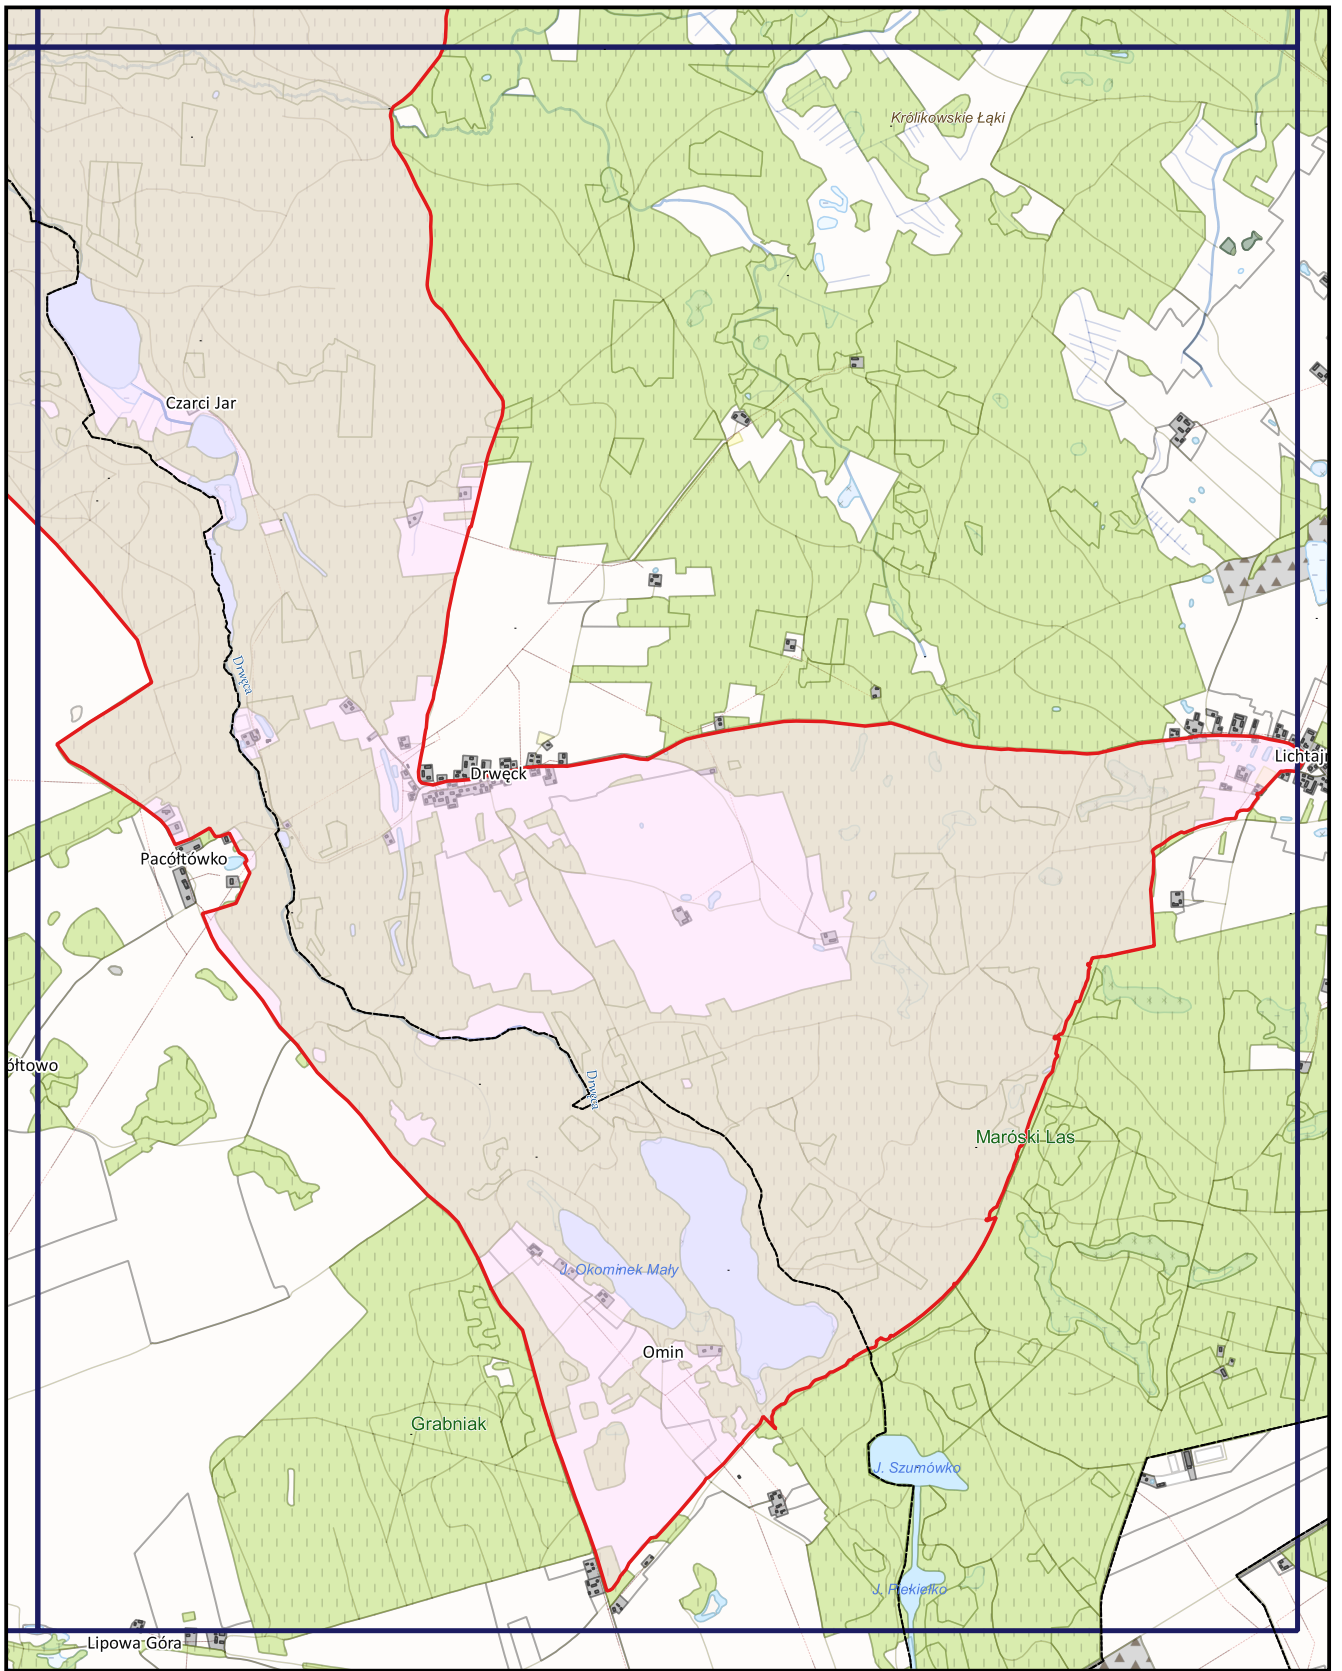 Królikowskie Łąki
Czarci Jar
Drwęca
Lichtajn
Drwęck
Pacółtówko
ółtowo
Drwęca
Maróski Las
J. Okominek Mały
Omin
Grabniak
J. Szumówko
J. Piekiełko
Lipowa Góra